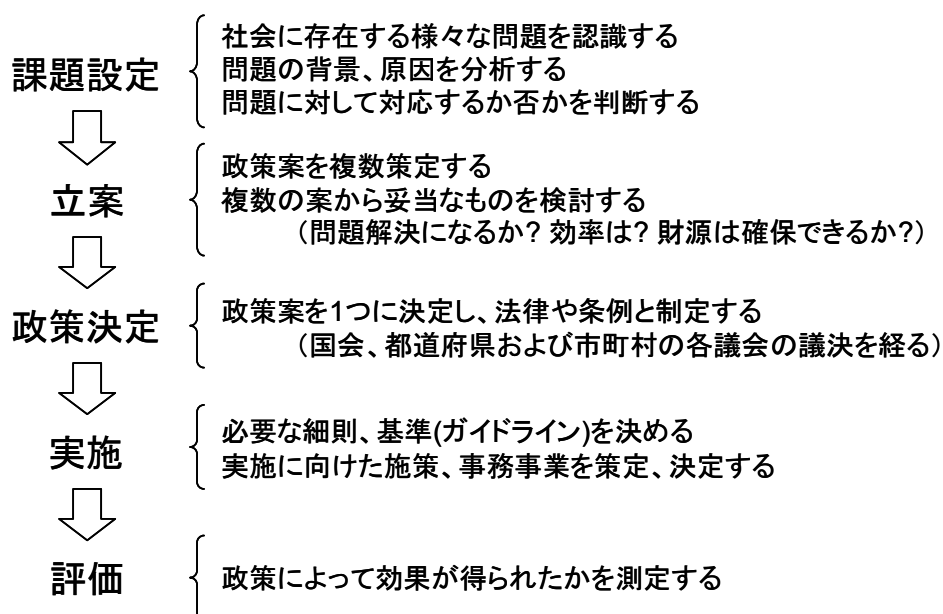 課題設定
社会に存在する様々な問題を認識する
問題の背景、原因を分析する
問題に対して対応するか否かを判断する
立案
政策案を複数策定する
複数の案から妥当なものを検討する
（問題解決になるか? 効率は? 財源は確保できるか?）
政策決定
政策案を1つに決定し、法律や条例と制定する
（国会、都道府県および市町村の各議会の議決を経る）
実施
必要な細則、基準(ガイドライン)を決める
実施に向けた施策、事務事業を策定、決定する
評価
政策によって効果が得られたかを測定する